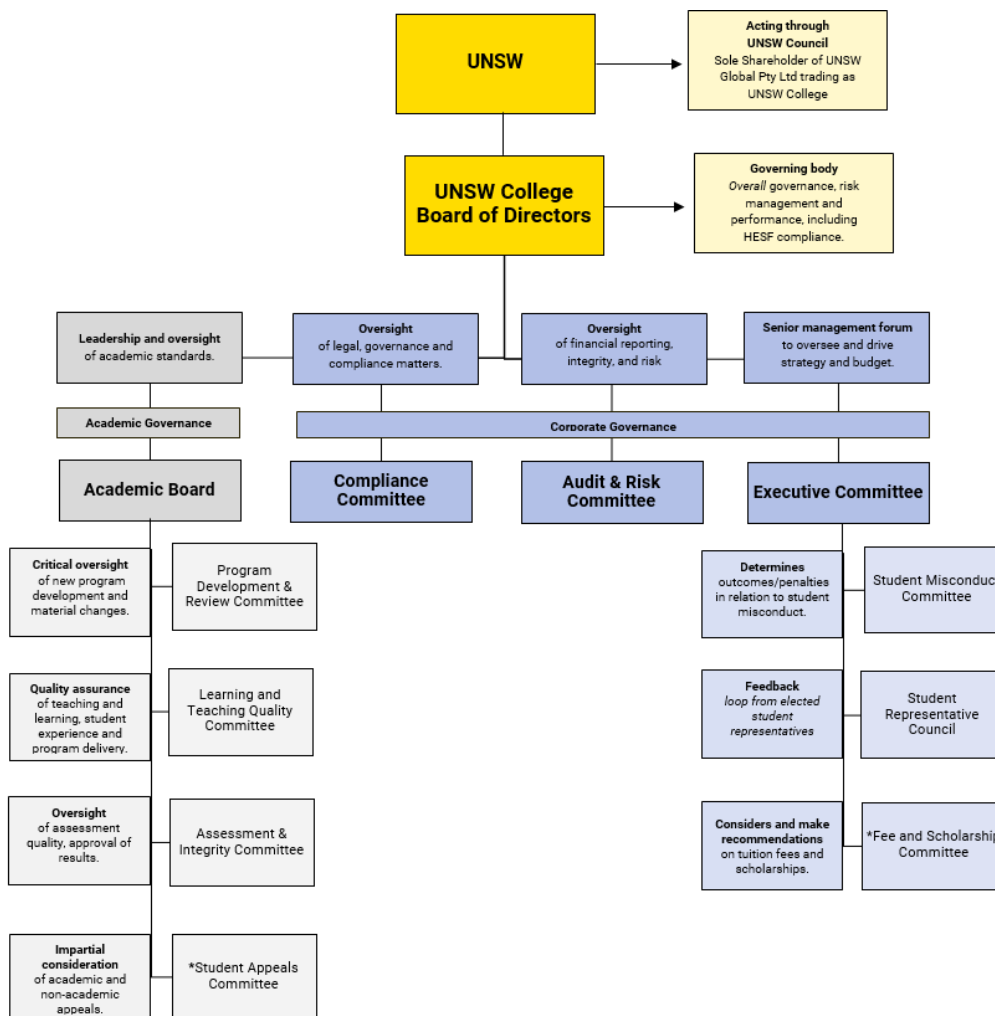 UNSW
Acting through
UNSW Council
Sole Shareholder of UNSW
Global Pty Ltd trading as
UNSW College
UNSW College
Board of Directors
Governing body
Overall governance, risk
management and
performance, including
HESF compliance.
Leadership and oversight
of academic standards.
Oversight
of legal, governance and
compliance matters.
Oversight
of financial reporting,
integrity, and risk
Senior management forum
to oversee and drive
strategy and budget.
Academic Governance
Corporate Governance
Academic Board
Compliance
Committee
Audit & Risk
Committee
Executive Committee
Critical oversight
of new program
development and
material changes.
Program
Development &
Review Committee
Determines
outcomes/penalties
in relation to student
misconduct.
Student Misconduc
Committee
Quality assurance
of teaching and
learning, student
experience and
program delivery.
Learning and
Teaching Quality
Committee
Feedback
loop from elected
student
representatives
Student
Representative
Council
Oversight
of assessment
quality, approval of
results.
Assessment &
Integrity Committee
Considers and make
recommendations
on tuition fees and
scholarships.
*Fee and Scholarship
Committee
Impartial
consideration
of academic and
non-academic
appeals.
*Student Appeals
Committee